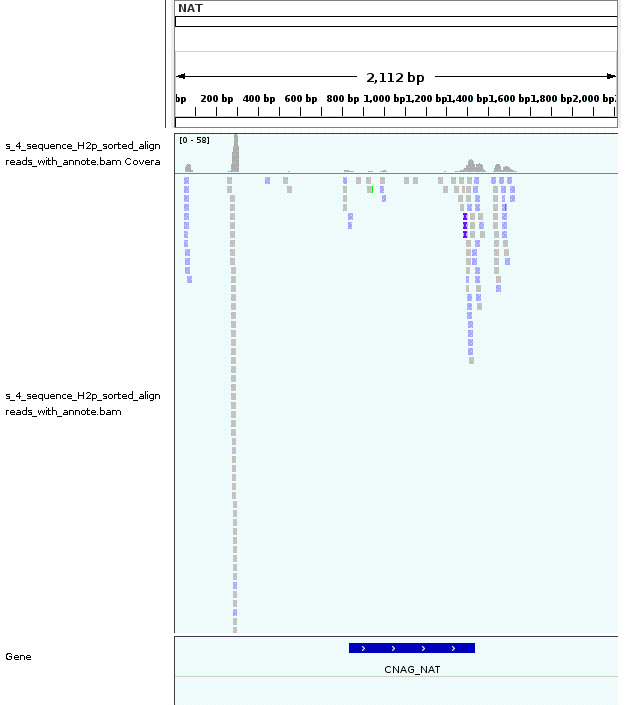 NAT
2,112 bp
bp 200 bp 400 bp 600 bp 800 bp 1,000 bp 1,200 bp 1,400 bp 1,600 bp 1,800 bp 2,000 bp
[0 - 58]
s_4_sequence_H2p_sorted_align
reads_with_annote.bam Covera
s_4_sequence_H2p_sorted_align
reads_with_annote.bam
Gene
CNAG_NAT